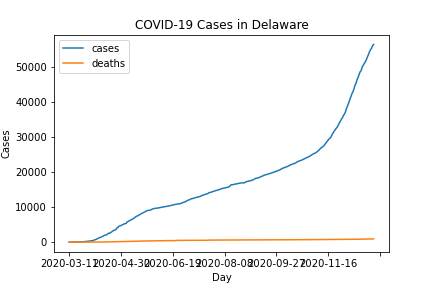 COVID-19 Cases in Delaware
cases
deaths
Cases
50000
40000
30000
20000
10000
0
2020-03-11 2020-04-30 2020-06-19 2020-08-08 2020-09-27 2020-11-16
Day